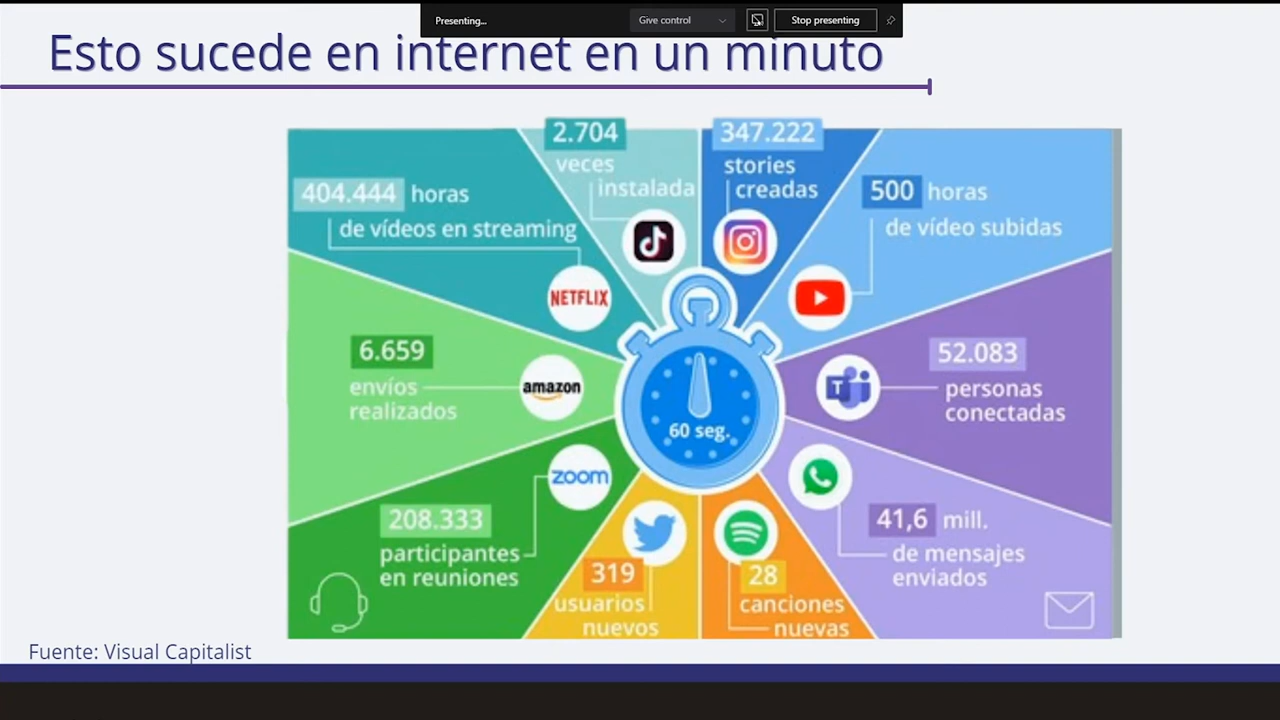 Presenting...
Give control
Stop presenting
Esto sucede en internet en un minuto
2.704
veces
instalada
347.222
stories
creadas
404.444 horas
de vídeos en streaming
NETFLIX
500 horas
de vídeo subidas
6.659
envíos
realizados
amazon
52.083
personas
conectadas
T
60 seg.
zoom
208.333
participantes
en reuniones
319
usuarios
nuevos
28
canciones
nuevas
41,6 mill.
de mensajes
enviados
Fuente: Visual Capitalist